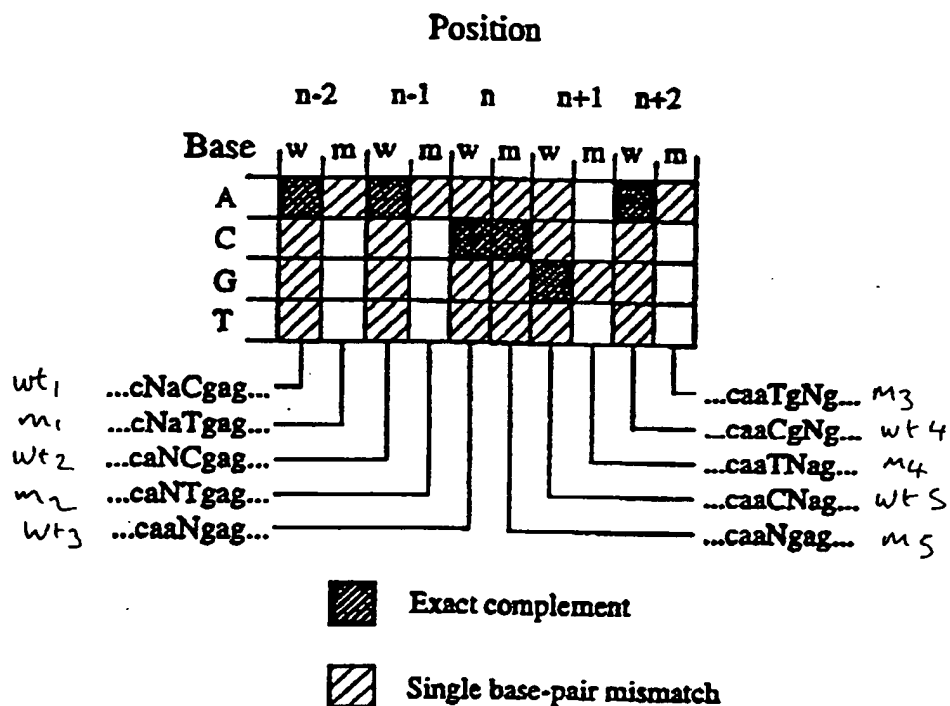 Position
n-2 n-1 n n+1 n+2
Base w m w m w m w m w m
A
C
G
T
wt1 ...cNaCgag...
m1 ...cNaTgag...
wt2 ...caNCgag...
m2 ...caNTgag...
wt3 ...caaNgag...
...caaTgNg... m3
...caaCgNg... wt4
...caaTNag... m4
...caaCNag... wt5
...caaNgag... m5
Exact complement
Single base-pair mismatch